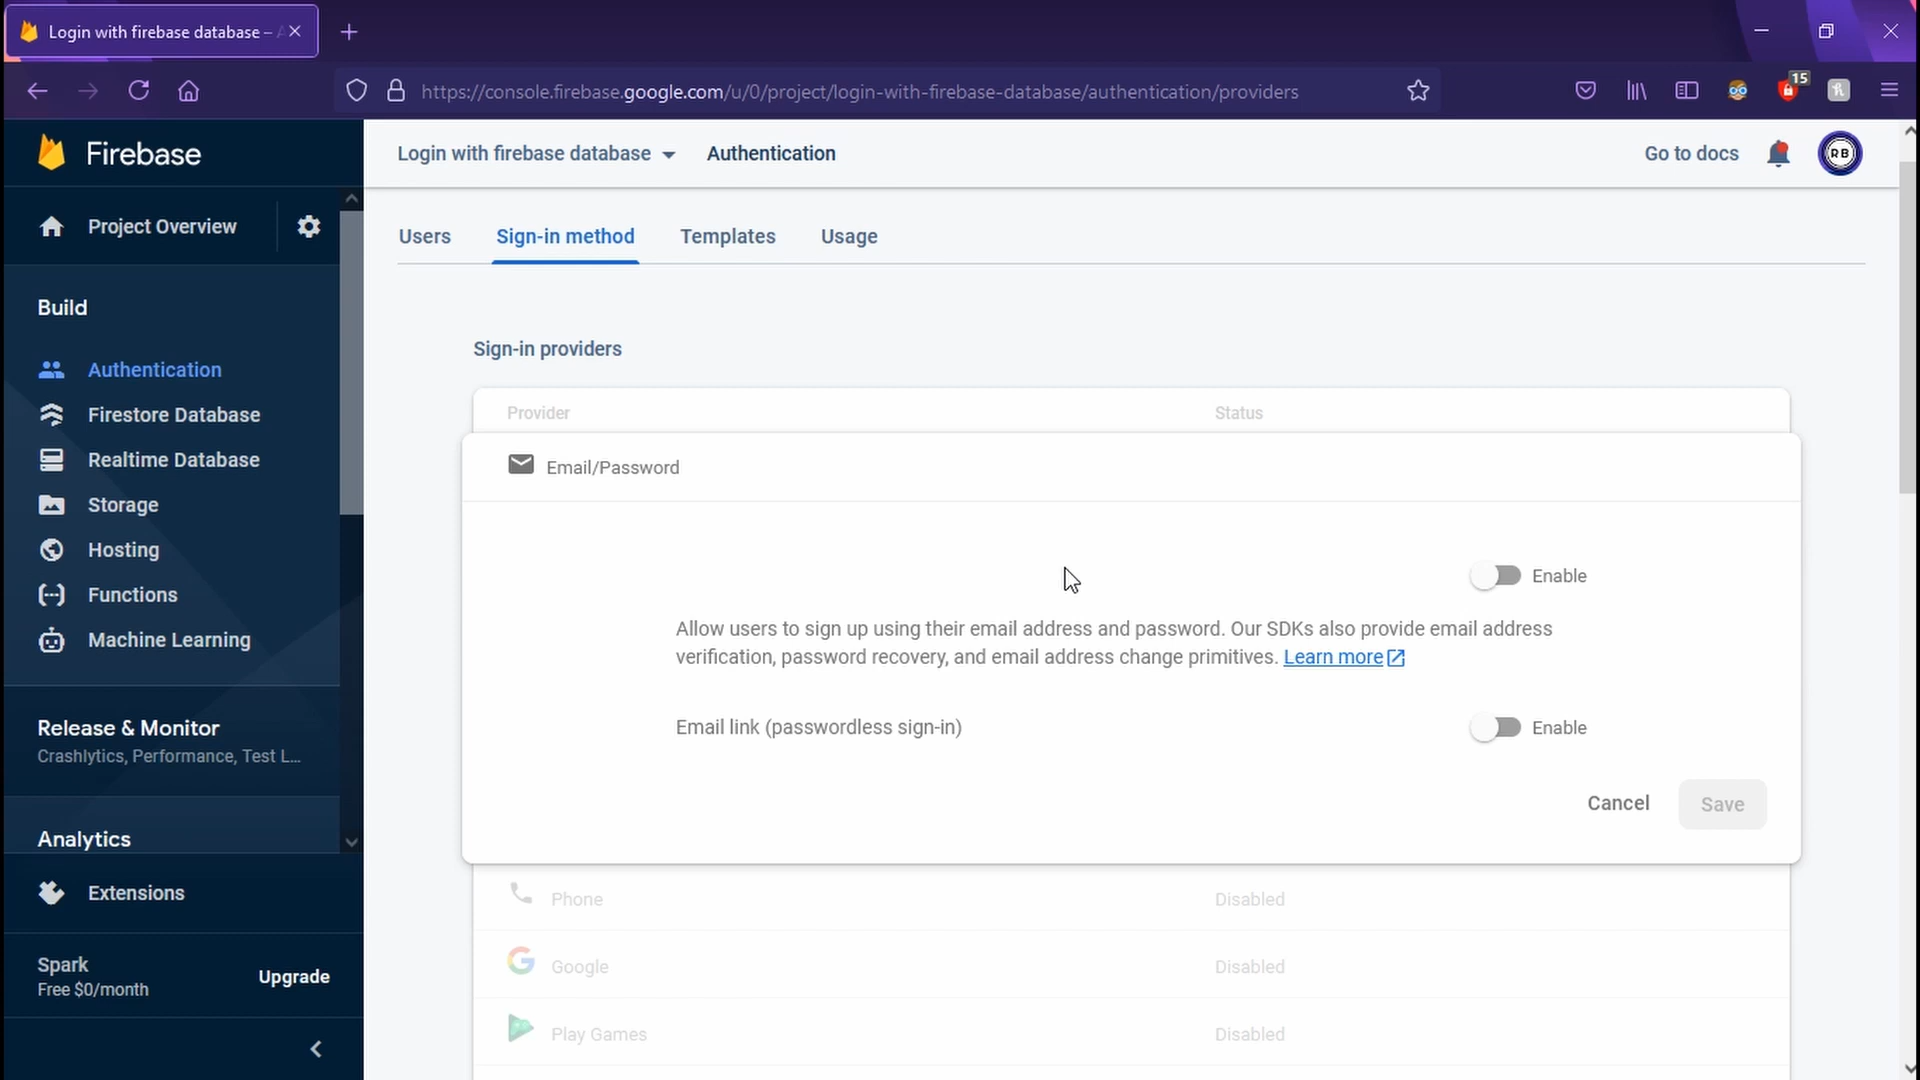 Login with firebase database –
https://console.firebase.google.com/u/0/project/login-with-firebase-database/authentication/providers
15
Firebase
Login with firebase database
Authentication
Go to docs
RB
Project Overview
Users
Sign-in method
Templates
Usage
Build
Authentication
Firestore Database
Realtime Database
Storage
Hosting
Functions
Machine Learning
Release & Monitor
Crashlytics, Performance, Test L...
Analytics
Extensions
Spark
Free $0/month
Upgrade
Sign-in providers
Provider
Status
Email/Password
Enable
Allow users to sign up using their email address and password. Our SDKs also provide email address
verification, password recovery, and email address change primitives. Learn more
Email link (passwordless sign-in)
Enable
Cancel
Save
Phone
Disabled
Google
Disabled
Play Games
Disabled